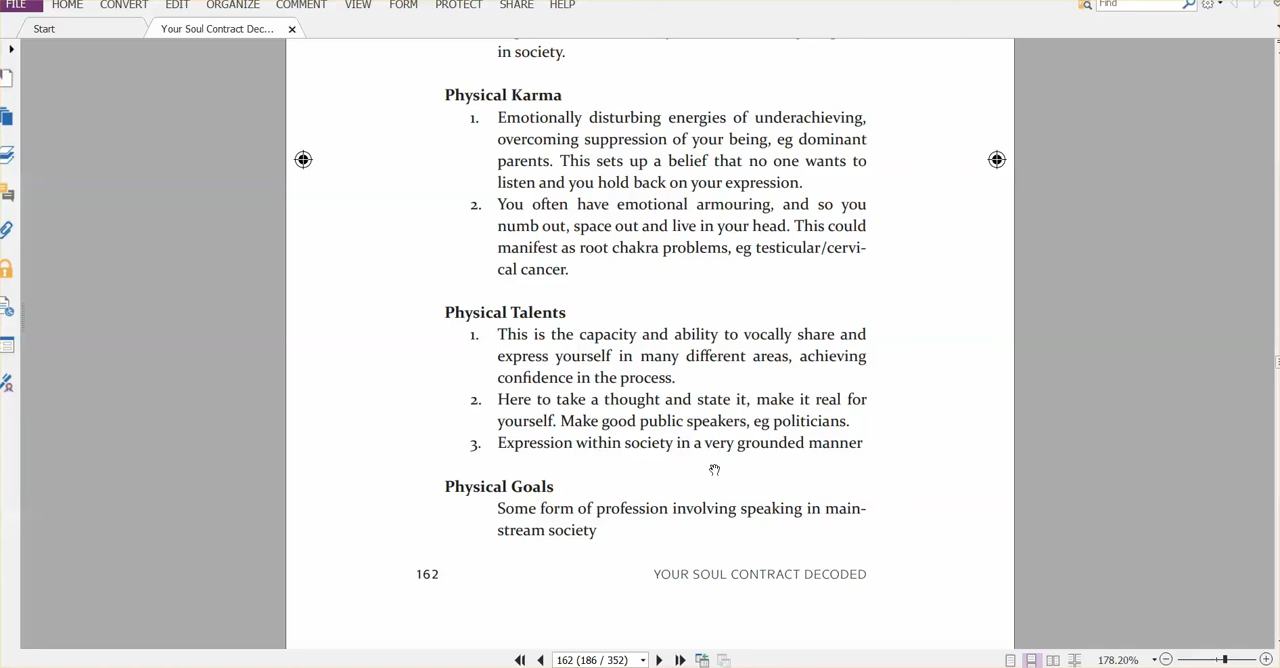 FILE HOME CONVERT EDIT ORGANIZE COMMENT VIEW FORM PROTECT SHARE HELP Find
Start Your Soul Contract Dec...
in society.
Physical Karma
1. Emotionally disturbing energies of underachieving,
overcoming suppression of your being, eg dominant
parents. This sets up a belief that no one wants to
listen and you hold back on your expression.
2. You often have emotional armouring, and so you
numb out, space out and live in your head. This could
manifest as root chakra problems, eg testicular/cervi-
cal cancer.
Physical Talents
1. This is the capacity and ability to vocally share and
express yourself in many different areas, achieving
confidence in the process.
2. Here to take a thought and state it, make it real for
yourself. Make good public speakers, eg politicians.
3. Expression within society in a very grounded manner
Physical Goals
Some form of profession involving speaking in main-
stream society
162 YOUR SOUL CONTRACT DECODED
162 (186 / 352) 178.20%